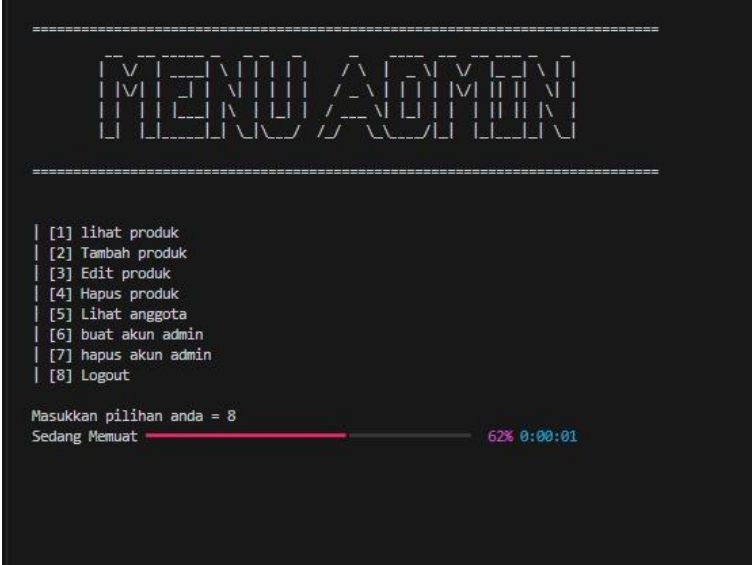 MENU ADMIN
| [1] lihat produk
| [2] Tambah produk
| [3] Edit produk
| [4] Hapus produk
| [5] Lihat anggota
| [6] buat akun admin
| [7] hapus akun admin
| [8] Logout
Masukkan pilihan anda = 8
Sedang Memuat 62% 0:00:01